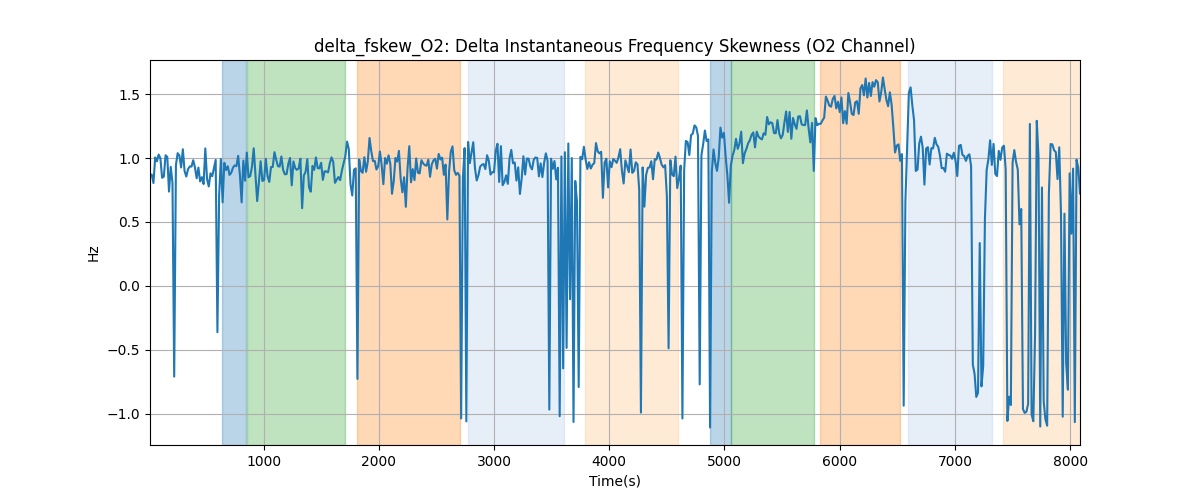 delta_fskew_O2: Delta Instantaneous Frequency Skewness (O2 Channel)
1.5
1.0
0.5
0.0
−0.5
−1.0
Hz
1000 2000 3000 4000 5000 6000 7000 8000
Time(s)